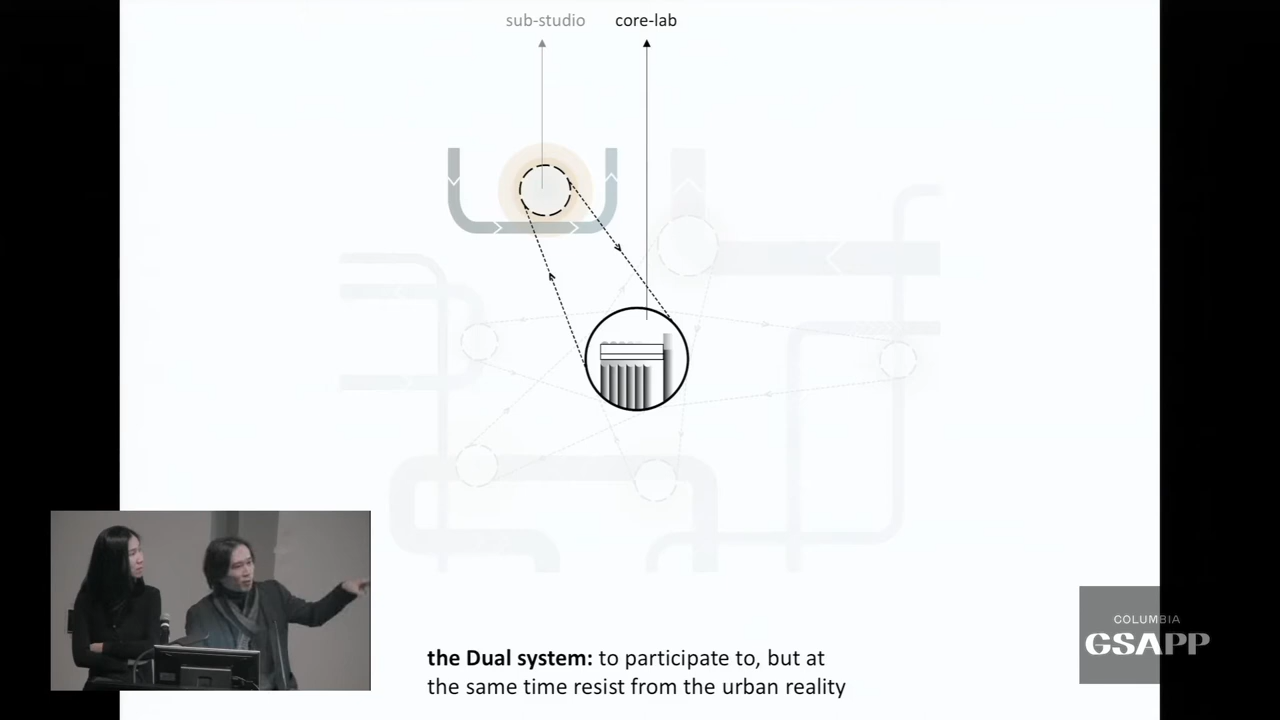 sub-studio core-lab
COLUMBIA
GSAPP
the Dual system: to participate to, but at
the same time resist from the urban reality